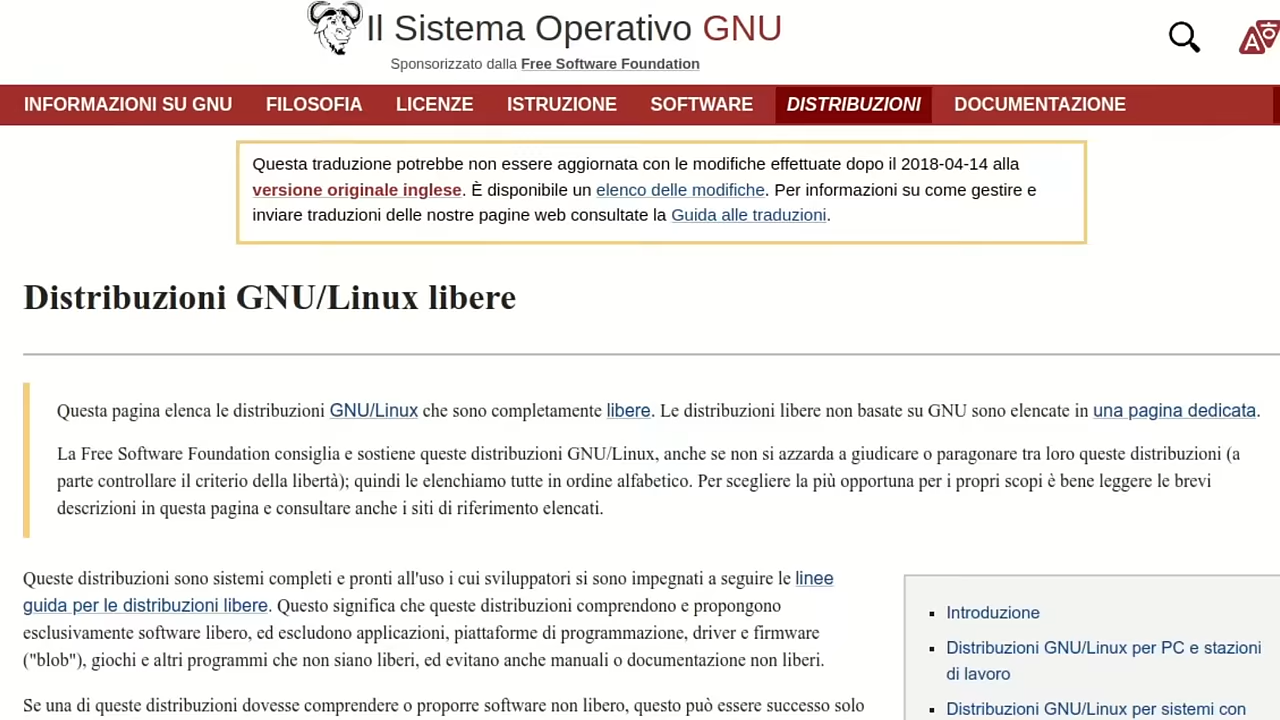 Il Sistema Operativo GNU
Sponsorizzato dalla Free Software Foundation
INFORMAZIONI SU GNU FILOSOFIA LICENZE ISTRUZIONE SOFTWARE DISTRIBUZIONI DOCUMENTAZIONE
Questa traduzione potrebbe non essere aggiornata con le modifiche effettuate dopo il 2018-04-14 alla
versione originale inglese. È disponibile un elenco delle modifiche. Per informazioni su come gestire e
inviare traduzioni delle nostre pagine web consultate la Guida alle traduzioni.
Distribuzioni GNU/Linux libere
Questa pagina elenca le distribuzioni GNU/Linux che sono completamente libere. Le distribuzioni libere non basate su GNU sono elencate in una pagina dedicata.
La Free Software Foundation consiglia e sostiene queste distribuzioni GNU/Linux, anche se non si azzarda a giudicare o paragonare tra loro queste distribuzioni (a
parte controllare il criterio della libertà); quindi le elenchiamo tutte in ordine alfabetico. Per scegliere la più opportuna per i propri scopi è bene leggere le brevi
descrizioni in questa pagina e consultare anche i siti di riferimento elencati.
Queste distribuzioni sono sistemi completi e pronti all'uso i cui sviluppatori si sono impegnati a seguire le linee
guida per le distribuzioni libere. Questo significa che queste distribuzioni comprendono e propongono
esclusivamente software libero, ed escludono applicazioni, piattaforme di programmazione, driver e firmware
("blob"), giochi e altri programmi che non siano liberi, ed evitano anche manuali o documentazione non liberi.
Se una di queste distribuzioni dovesse comprendere o proporre software non libero, questo può essere successo solo
Introduzione
Distribuzioni GNU/Linux per PC e stazioni
di lavoro
Distribuzioni GNU/Linux per sistemi con